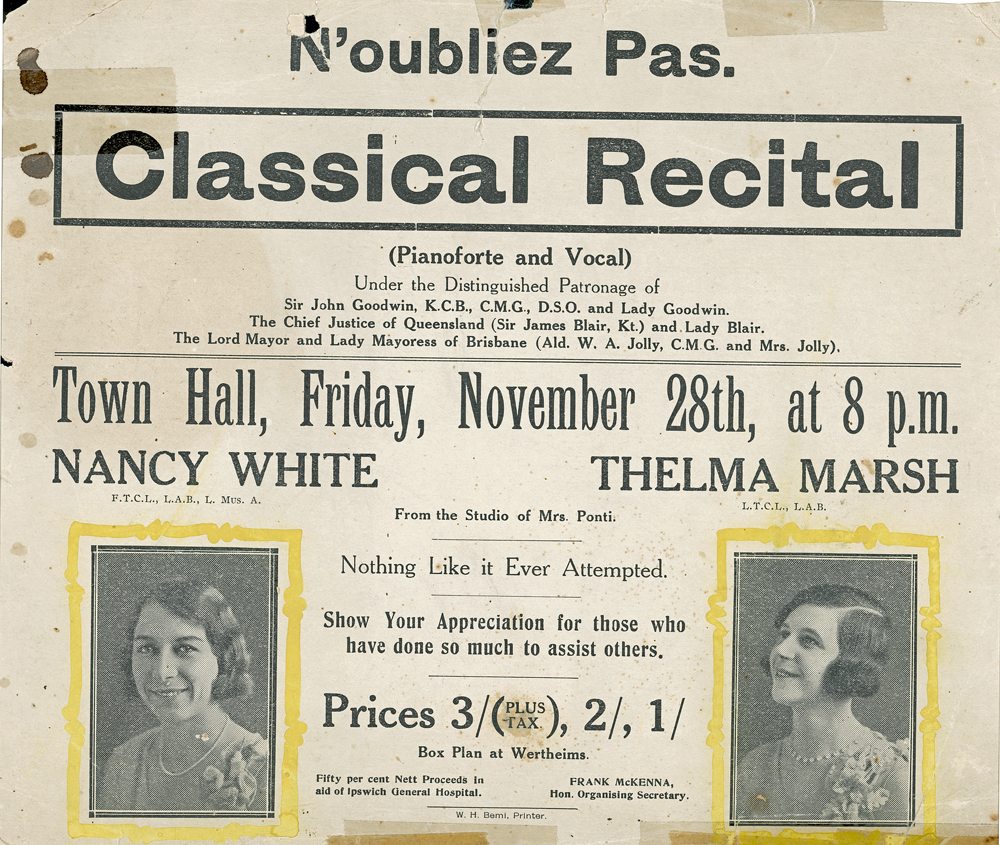 N'oubliez Pas.
Classical Recital
(Pianoforte and Vocal)
Under the Distinguished Patronage of
Sir John Goodwin, K.C.B., C.M.G., D.S.O. and Lady Goodwin.
The Chief Justice of Queensland (Sir James Blair, Kt.) and Lady Blair.
The Lord Mayor and Lady Mayoress of Brisbane (Ald. W. A. Jolly, C.M.G. and Mrs. Jolly).
Town Hall, Friday, November 28th, at 8 p.m.
NANCY WHITE
F.T.C.L., L.A.B., L. Mus. A.
THELMA MARSH
L.T.C.L., L.A.B.
From the Studio of Mrs. Ponti.
Nothing Like it Ever Attempted.
Show Your Appreciation for those who
have done so much to assist others.
Prices 3/(PLUS TAX), 2/, 1/
Box Plan at Wertheims.
Fifty per cent Nett Proceeds in
aid of Ipswich General Hospital.
FRANK McKENNA,
Hon. Organising Secretary.
W. H. Bemi, Printer.